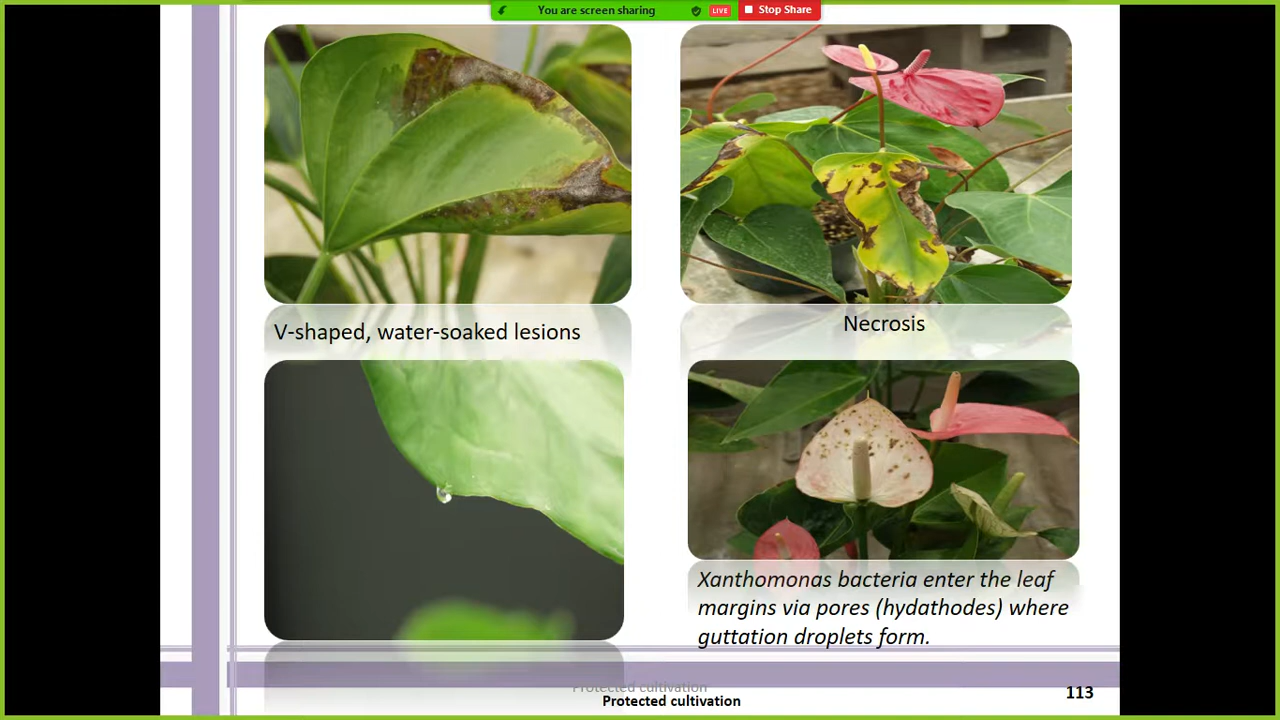 You are screen sharing
LIVE
Stop Share
V-shaped, water-soaked lesions
Necrosis
Xanthomonas bacteria enter the leaf
margins via pores (hydathodes) where
guttation droplets form.
Protected cultivation
Protected cultivation
113